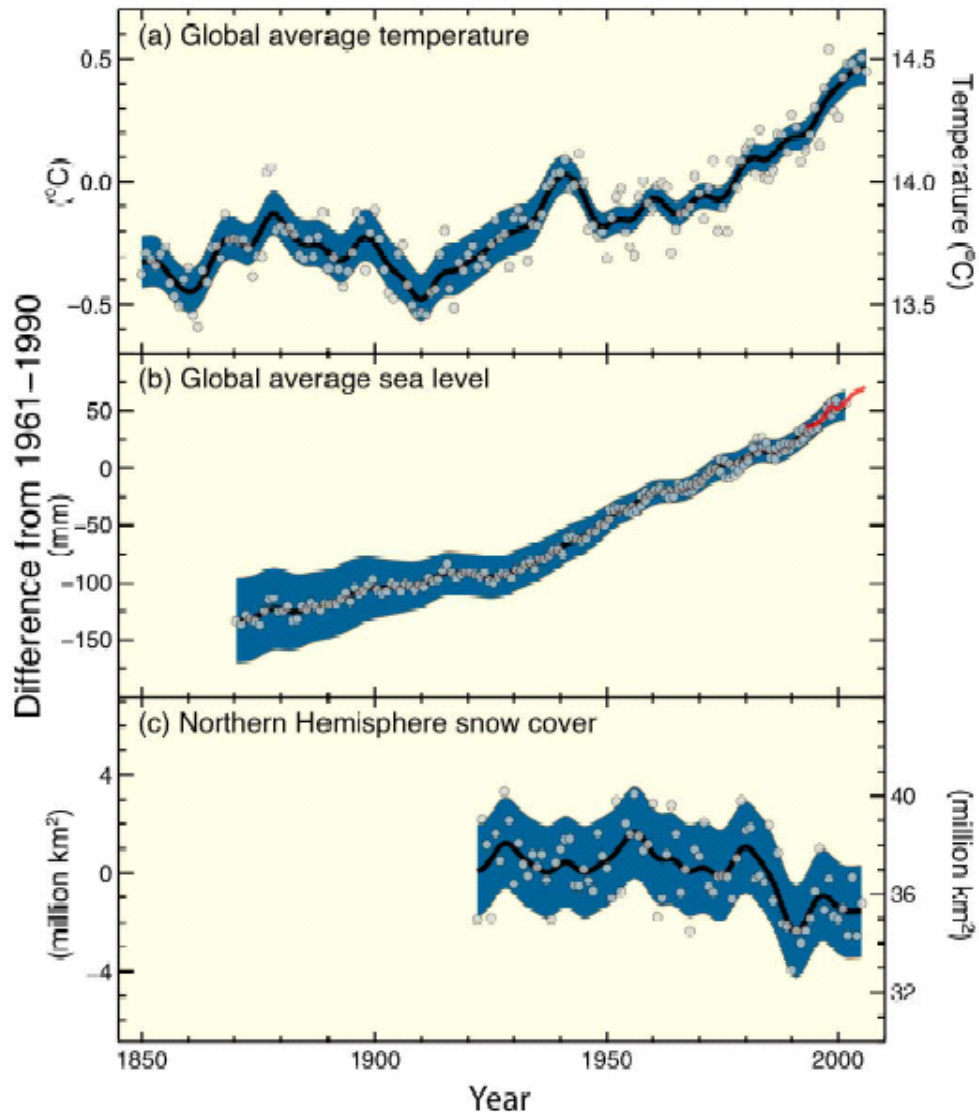 (a) Global average temperature
0.5
0.0
−0.5
(°C)
14.5
14.0
13.5
Temperature (°C)
Difference from 1961−1990
(b) Global average sea level
50
0
−50
−100
−150
(mm)
(c) Northern Hemisphere snow cover
4
0
−4
(million km²)
40
36
32
(million km²)
1850
1900
1950
2000
Year